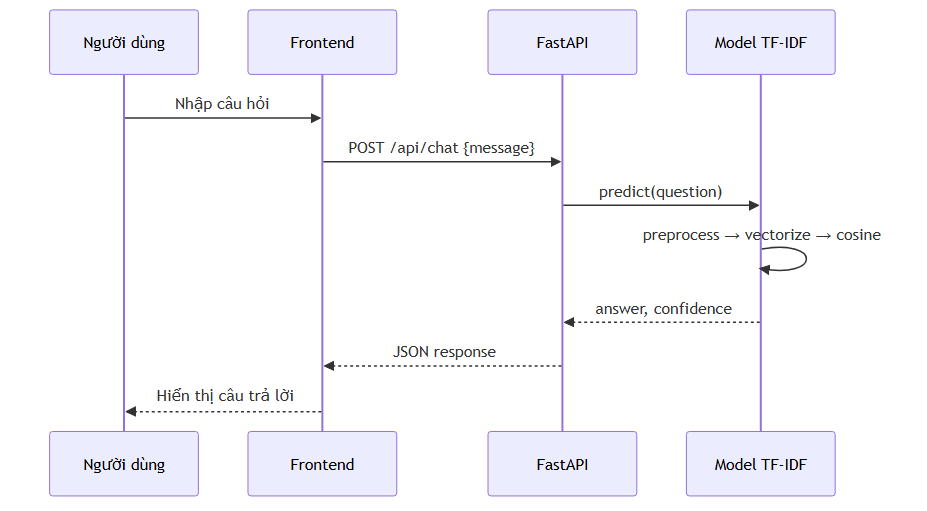 Người dùng
Frontend
FastAPI
Model TF-IDF
Nhập câu hỏi
POST /api/chat {message}
predict(question)
preprocess → vectorize → cosine
answer, confidence
JSON response
Hiển thị câu trả lời
Người dùng
Frontend
FastAPI
Model TF-IDF